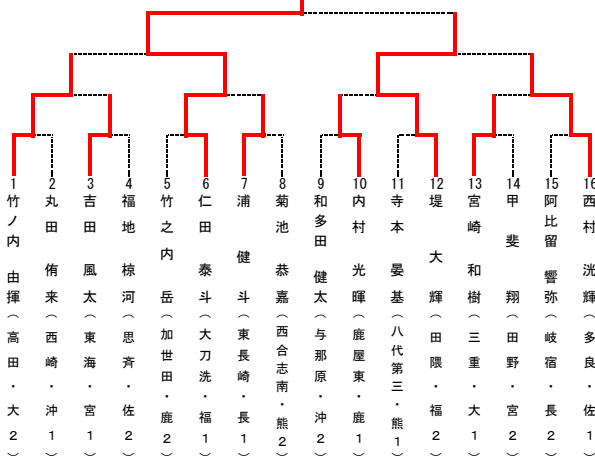 1 竹ノ内 由揮（高田・大2）
2 丸田 侑来（西崎・沖1）
3 吉田 風太（東海・宮1）
4 福地 椋河（思斉・佐2）
5 竹之内 岳（加世田・鹿2）
6 仁田 泰斗（大刀洗・福1）
7 浦 健斗（東長崎・長1）
8 菊池 恭嘉（西合志南・熊2）
9 和多田 健太（与那原・沖2）
10 内村 光暉（鹿屋東・鹿1）
11 寺本 晏基（八代第三・熊1）
12 堤 大輝（田隈・福2）
13 宮崎 和樹（三重・大1）
14 甲斐 翔（田野・宮2）
15 阿比留 響弥（岐宿・長2）
16 西村 洸輝（多良・佐1）